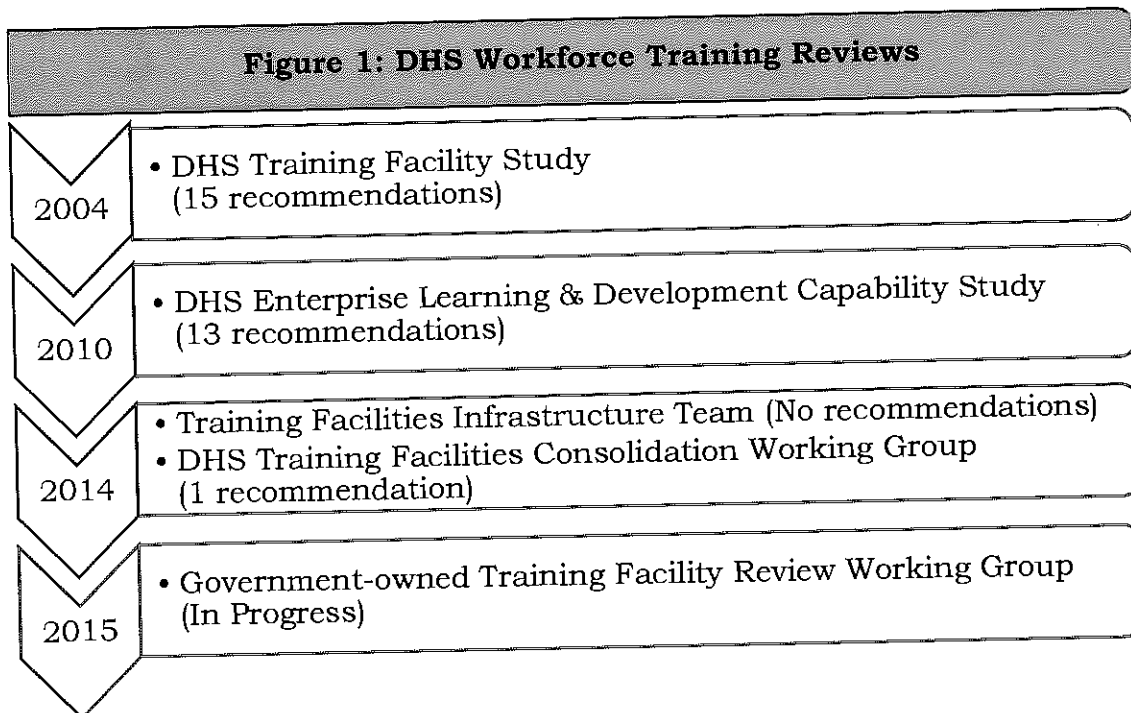 Figure 1: DHS Workforce Training Reviews
2004
• DHS Training Facility Study
(15 recommendations)
2010
• DHS Enterprise Learning & Development Capability Study
(13 recommendations)
2014
• Training Facilities Infrastructure Team (No recommendations)
• DHS Training Facilities Consolidation Working Group
(1 recommendation)
2015
• Government-owned Training Facility Review Working Group
(In Progress)